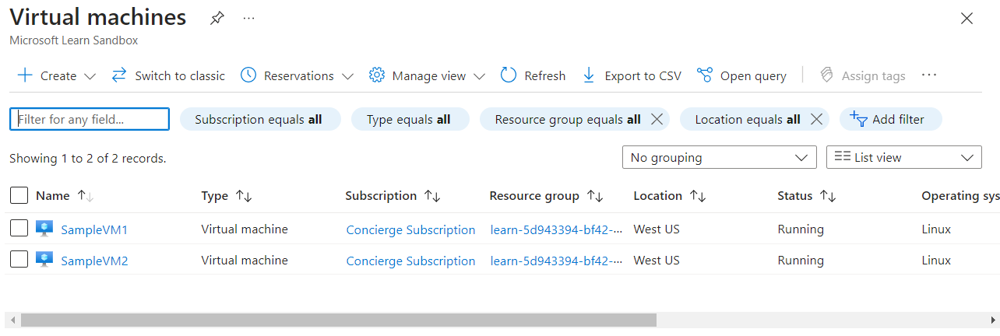 Virtual machines ...
Microsoft Learn Sandbox
Create Switch to classic Reservations Manage view Refresh Export to CSV Open query Assign tags ...
Filter for any field... Subscription equals all Type equals all Resource group equals all Location equals all Add filter
Showing 1 to 2 of 2 records. No grouping List view
Name Type Subscription Resource group Location Status Operating sys
SampleVM1 Virtual machine Concierge Subscription learn-5d943394-bf42-... West US Running Linux
SampleVM2 Virtual machine Concierge Subscription learn-5d943394-bf42-... West US Running Linux